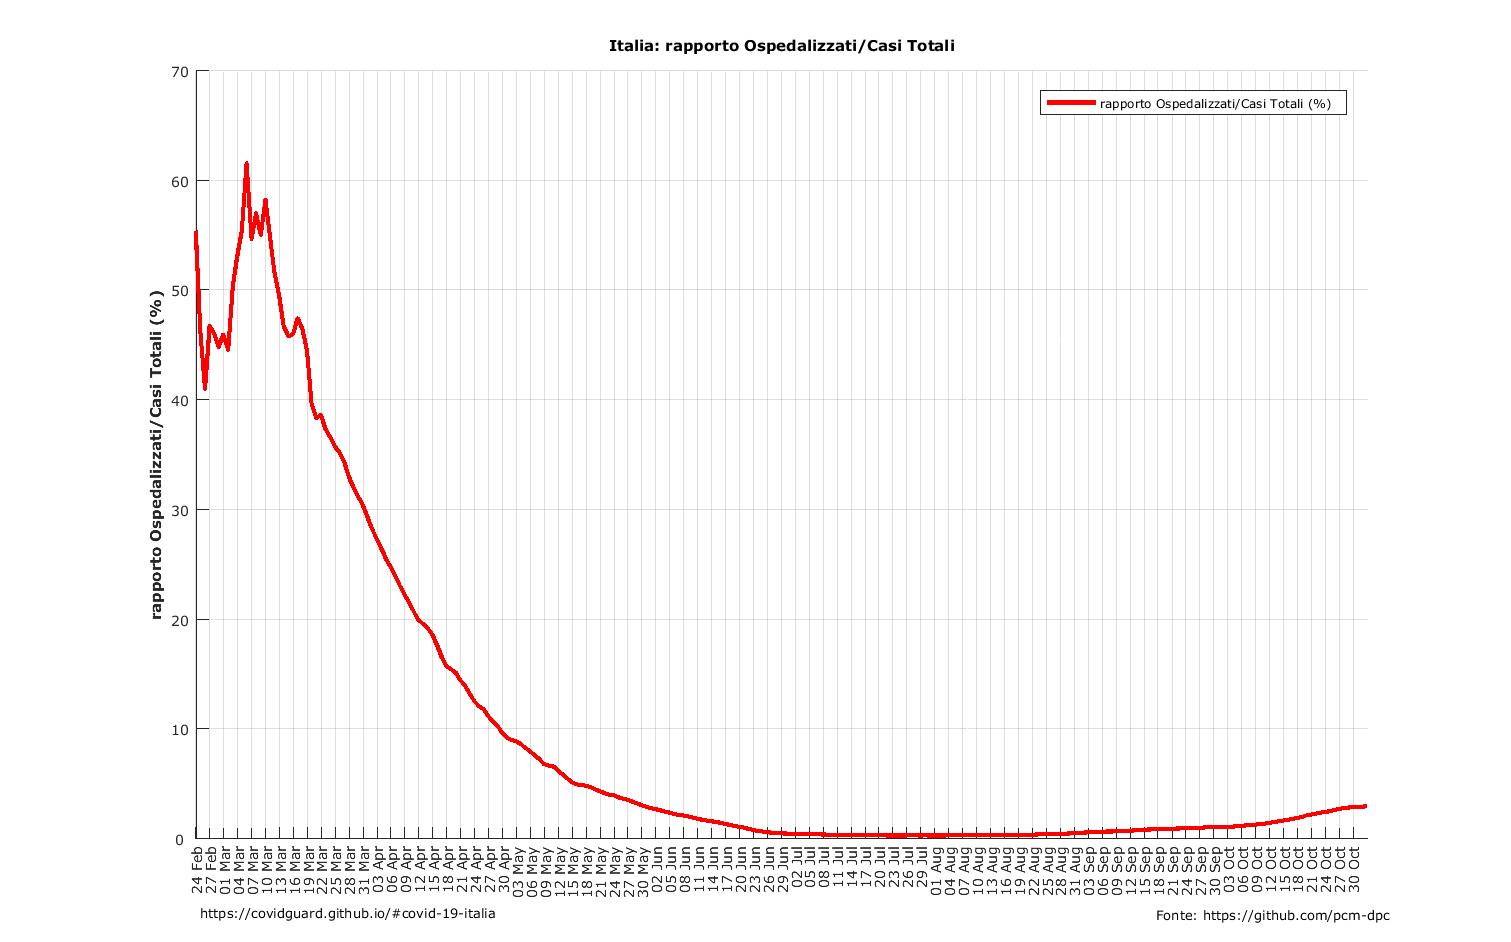 Italia: rapporto Ospedalizzati/Casi Totali
rapporto Ospedalizzati/Casi Totali (%)
rapporto Ospedalizzati/Casi Totali (%)
70
60
50
40
30
20
10
0
24 Feb
27 Feb
01 Mar
04 Mar
07 Mar
10 Mar
13 Mar
16 Mar
19 Mar
22 Mar
25 Mar
28 Mar
31 Mar
03 Apr
06 Apr
09 Apr
12 Apr
15 Apr
18 Apr
21 Apr
24 Apr
27 Apr
30 Apr
03 May
06 May
09 May
12 May
15 May
18 May
21 May
24 May
27 May
30 May
02 Jun
05 Jun
08 Jun
11 Jun
14 Jun
17 Jun
20 Jun
23 Jun
26 Jun
29 Jun
02 Jul
05 Jul
08 Jul
11 Jul
14 Jul
17 Jul
20 Jul
23 Jul
26 Jul
29 Jul
01 Aug
04 Aug
07 Aug
10 Aug
13 Aug
16 Aug
19 Aug
22 Aug
25 Aug
28 Aug
31 Aug
03 Sep
06 Sep
09 Sep
12 Sep
15 Sep
18 Sep
21 Sep
24 Sep
27 Sep
30 Sep
03 Oct
06 Oct
09 Oct
12 Oct
15 Oct
18 Oct
21 Oct
24 Oct
27 Oct
30 Oct
https://covidguard.github.io/#covid-19-italia
Fonte: https://github.com/pcm-dpc